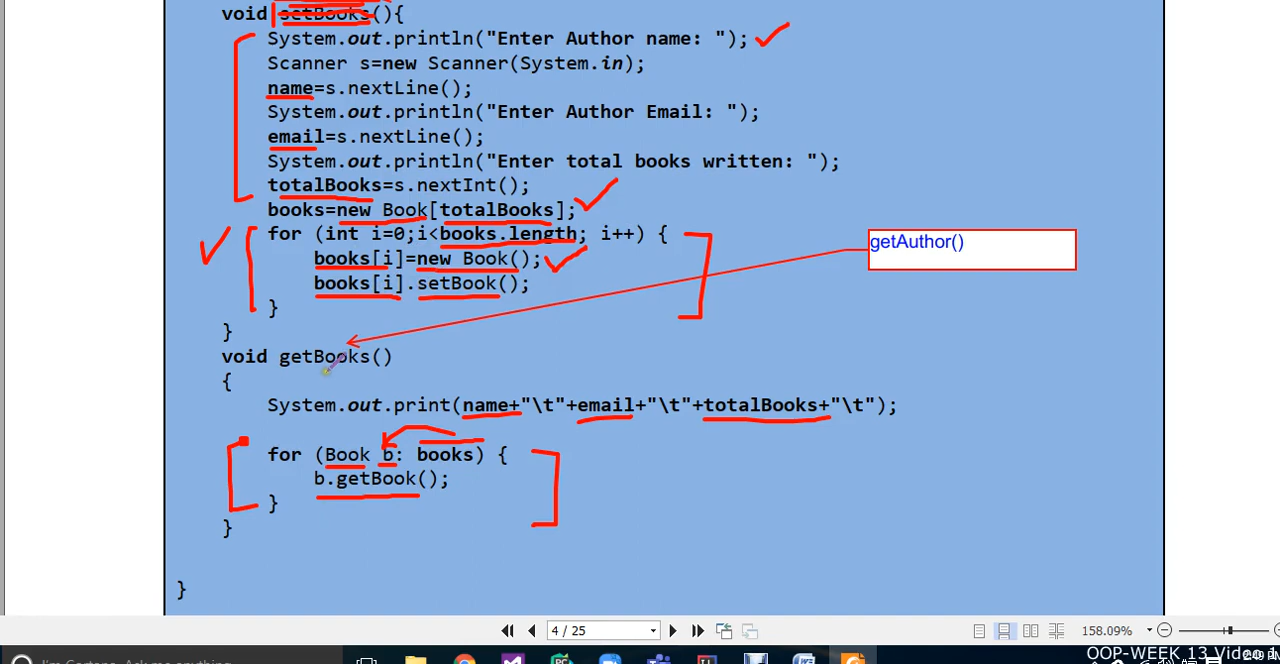 void setBooks(){
System.out.println("Enter Author name: ");
Scanner s=new Scanner(System.in);
name=s.nextLine();
System.out.println("Enter Author Email: ");
email=s.nextLine();
System.out.println("Enter total books written: ");
totalBooks=s.nextInt();
books=new Book[totalBooks];
for (int i=0;i<books.length; i++) {
getAuthor()
books[i]=new Book();
books[i].setBook();
}
}
void getBooks()
{
System.out.print(name+"\t"+email+"\t"+totalBooks+"\t");
for (Book b: books) {
b.getBook();
}
}
}
4 / 25
158.09%
OOP-WEEK 13 Video 1